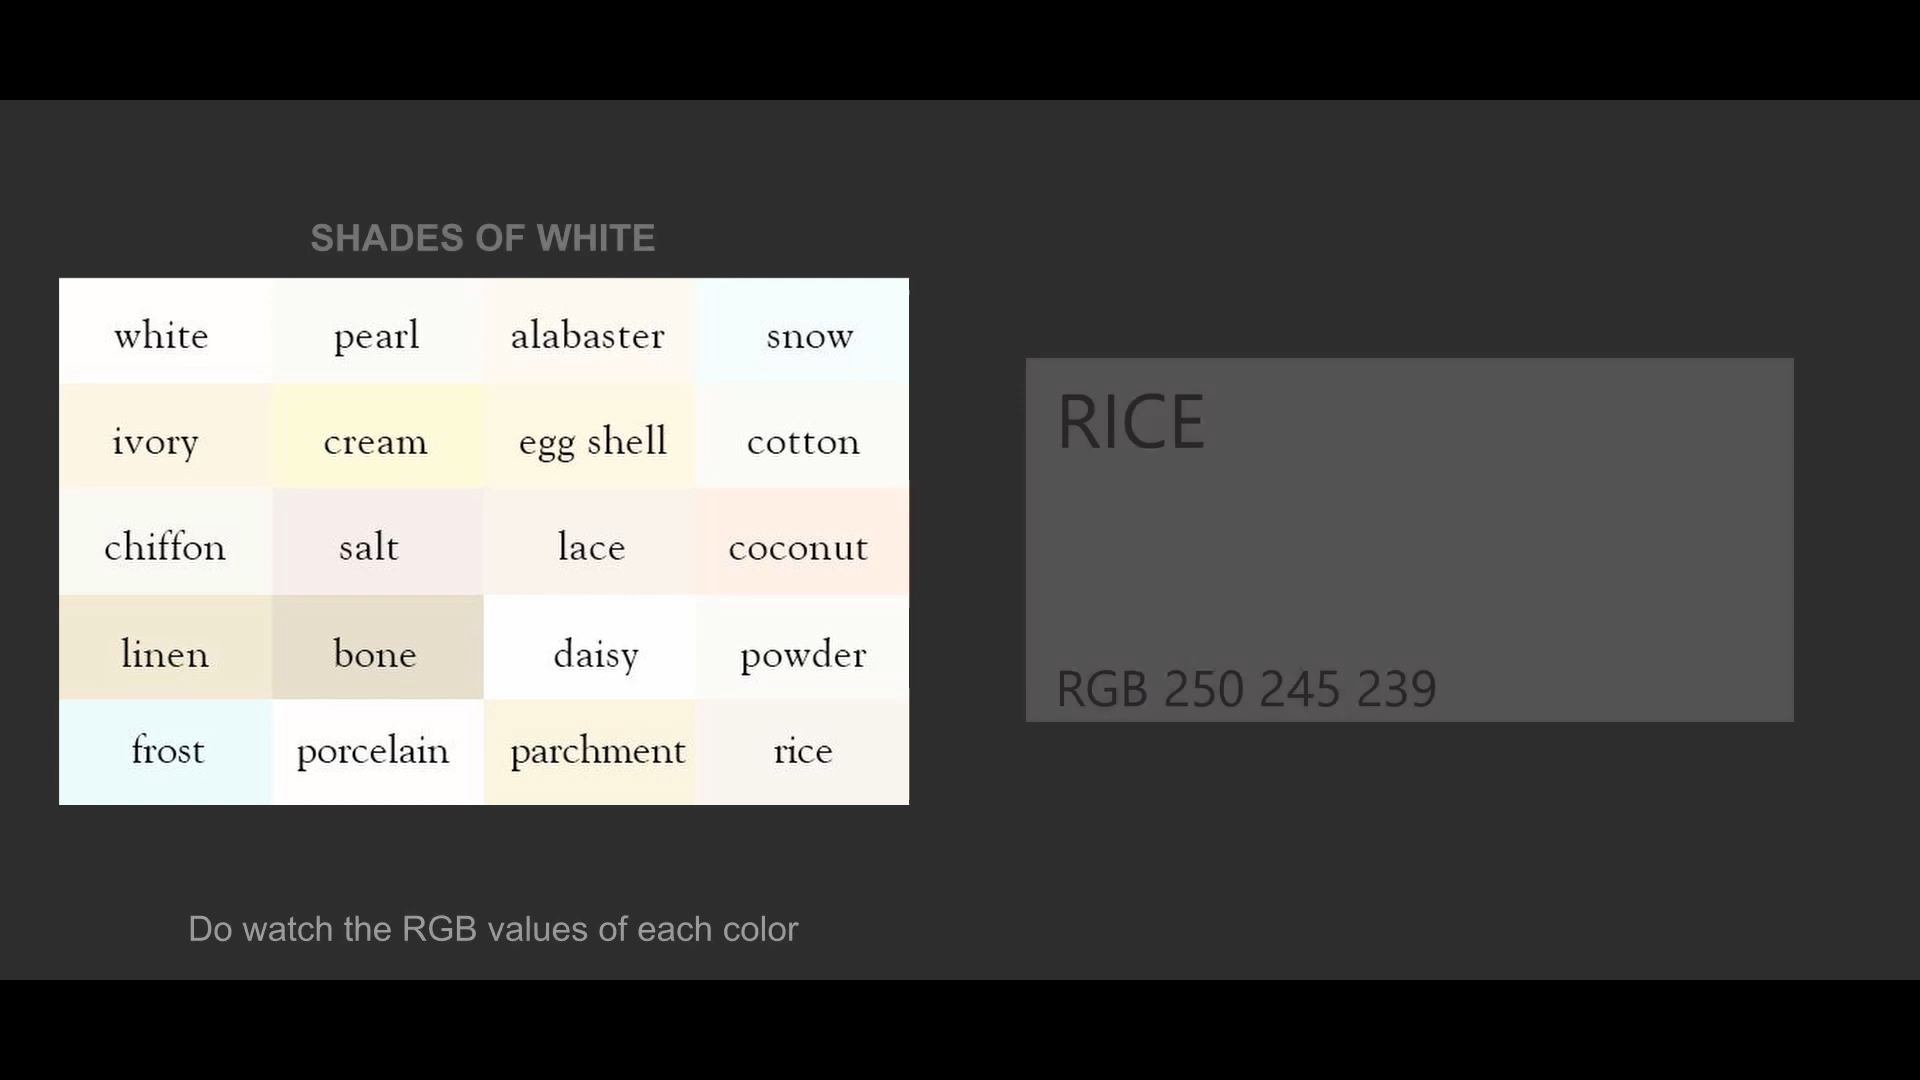 SHADES OF WHITE
white pearl alabaster snow
ivory cream egg shell cotton
chiffon salt lace coconut
linen bone daisy powder
frost porcelain parchment rice
Do watch the RGB values of each color
RICE
RGB 250 245 239